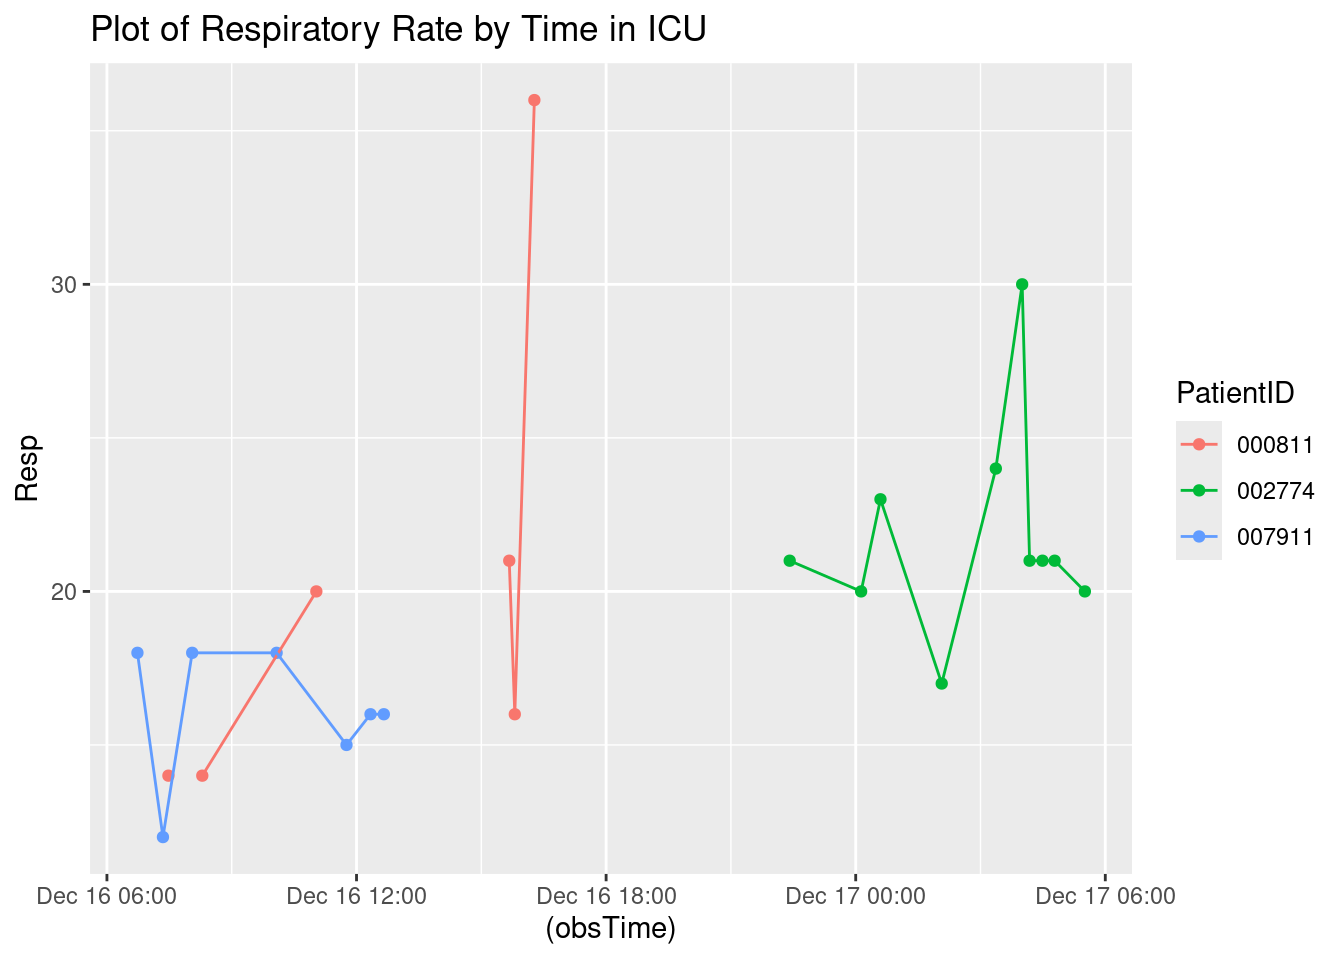 Plot of Respiratory Rate by Time in ICU
Resp
30
20
Dec 16 06:00 Dec 16 12:00 Dec 16 18:00 Dec 17 00:00 Dec 17 06:00
(obsTime)
PatientID
000811
002774
007911